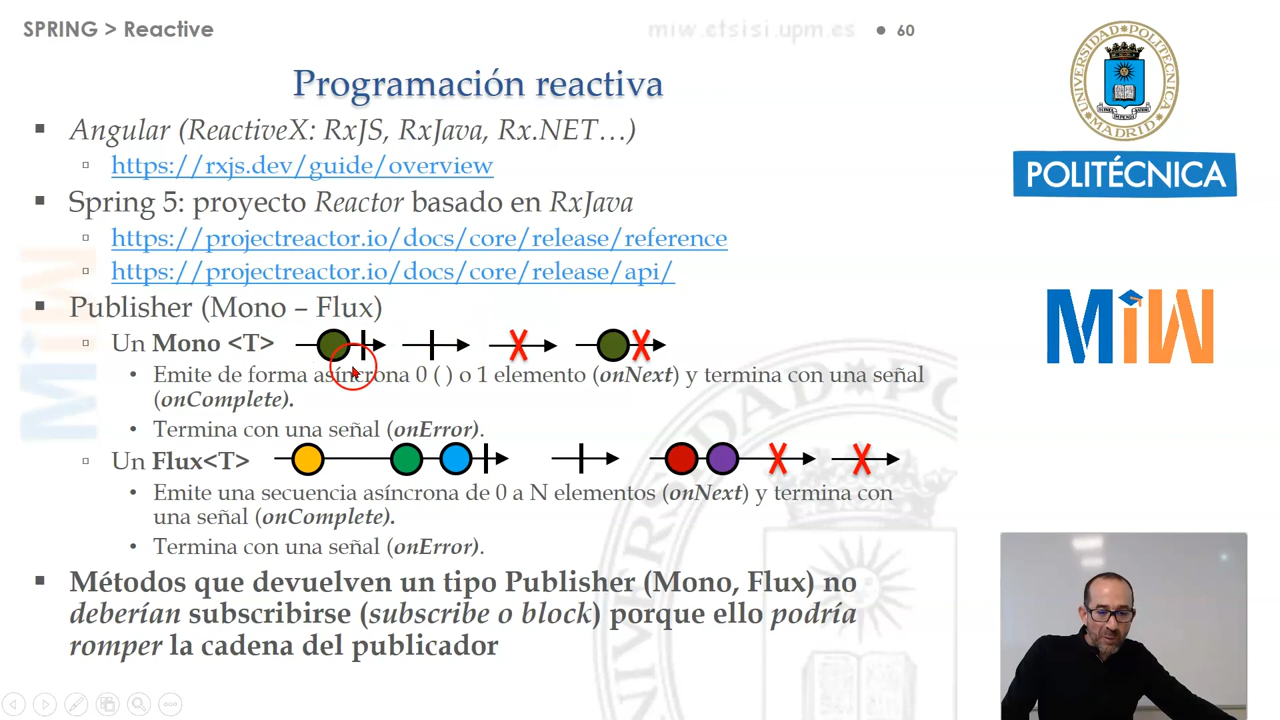 SPRING > Reactive
miw.etsisi.upm.es
60
Programación reactiva
Angular (ReactiveX: RxJS, RxJava, Rx.NET…)
https://rxjs.dev/guide/overview
Spring 5: proyecto Reactor basado en RxJava
https://projectreactor.io/docs/core/release/reference
https://projectreactor.io/docs/core/release/api/
Publisher (Mono – Flux)
Un Mono <T>
Emite de forma asíncrona 0 ( ) o 1 elemento (onNext) y termina con una señal
(onComplete).
Termina con una señal (onError).
Un Flux<T>
Emite una secuencia asíncrona de 0 a N elementos (onNext) y termina con
una señal (onComplete).
Termina con una señal (onError).
Métodos que devuelven un tipo Publisher (Mono, Flux) no
deberían subscribirse (subscribe o block) porque ello podría
romper la cadena del publicador
UNIVERSIDAD POLITÉCNICA
MADRID
POLITÉCNICA
MiW
MiW